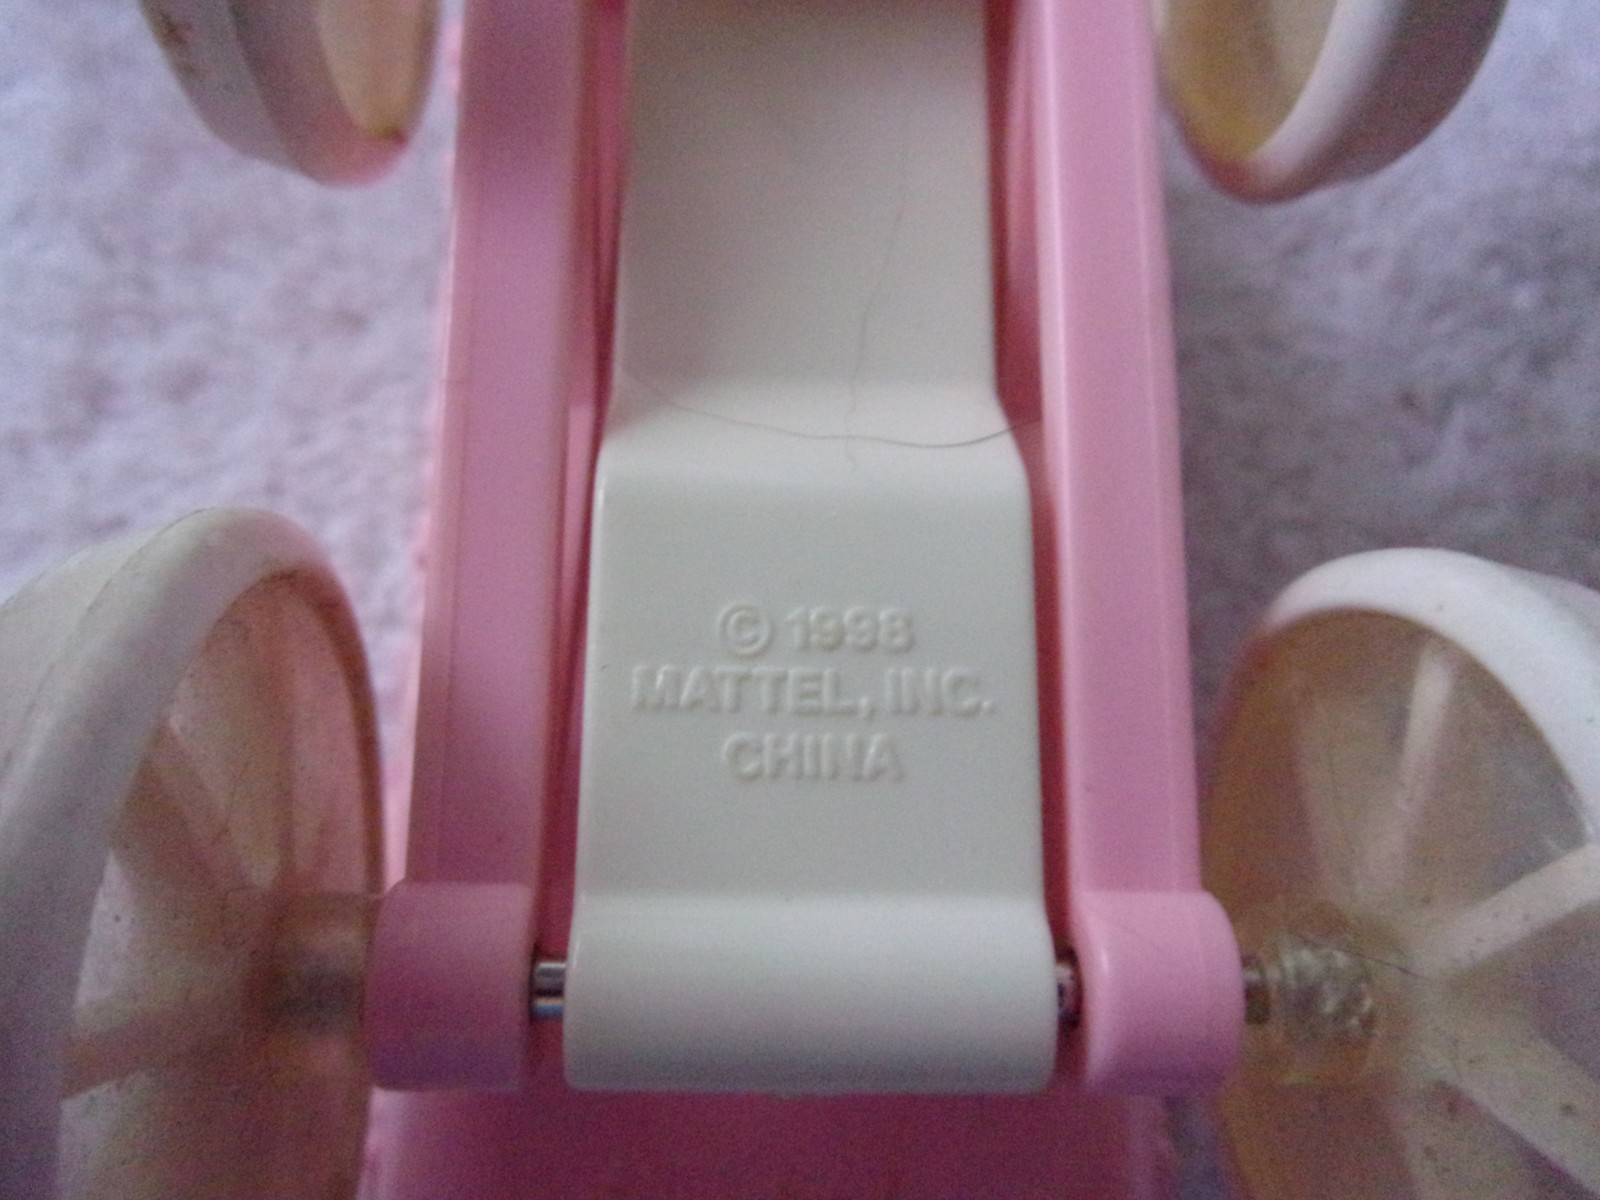 © 1998
MATTEL, INC.
CHINA